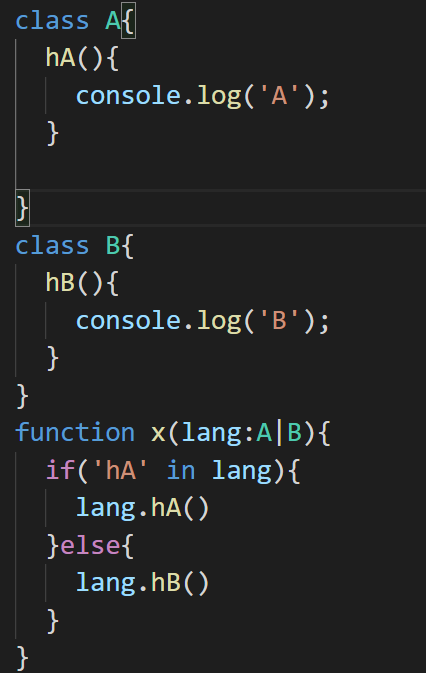 class A{
  hA(){
    console.log('A');
  }

}
class B{
  hB(){
    console.log('B');
  }
}
function x(lang:A|B){
  if('hA' in lang){
    lang.hA()
  }else{
    lang.hB()
  }
}